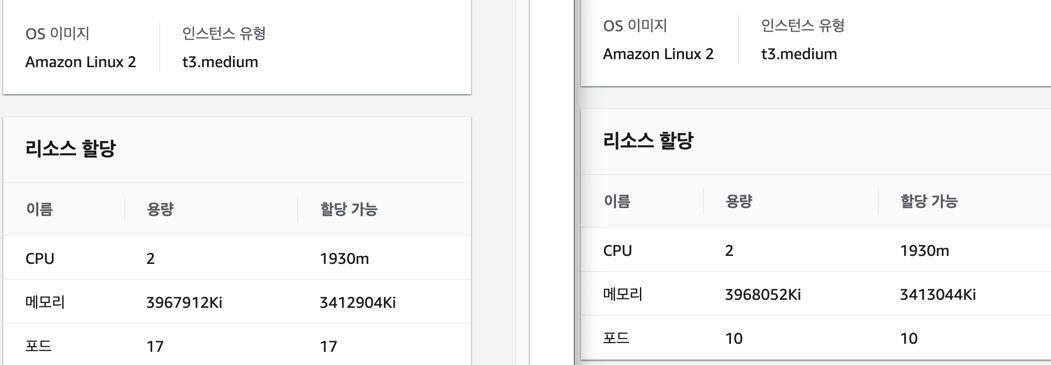 OS 이미지 인스턴스 유형
Amazon Linux 2 t3.medium
리소스 할당
이름 용량 할당 가능
CPU 2 1930m
메모리 3967912Ki 3412904Ki
포드 17 17
OS 이미지 인스턴스 유형
Amazon Linux 2 t3.medium
리소스 할당
이름 용량 할당 가능
CPU 2 1930m
메모리 3968052Ki 3413044Ki
포드 10 10